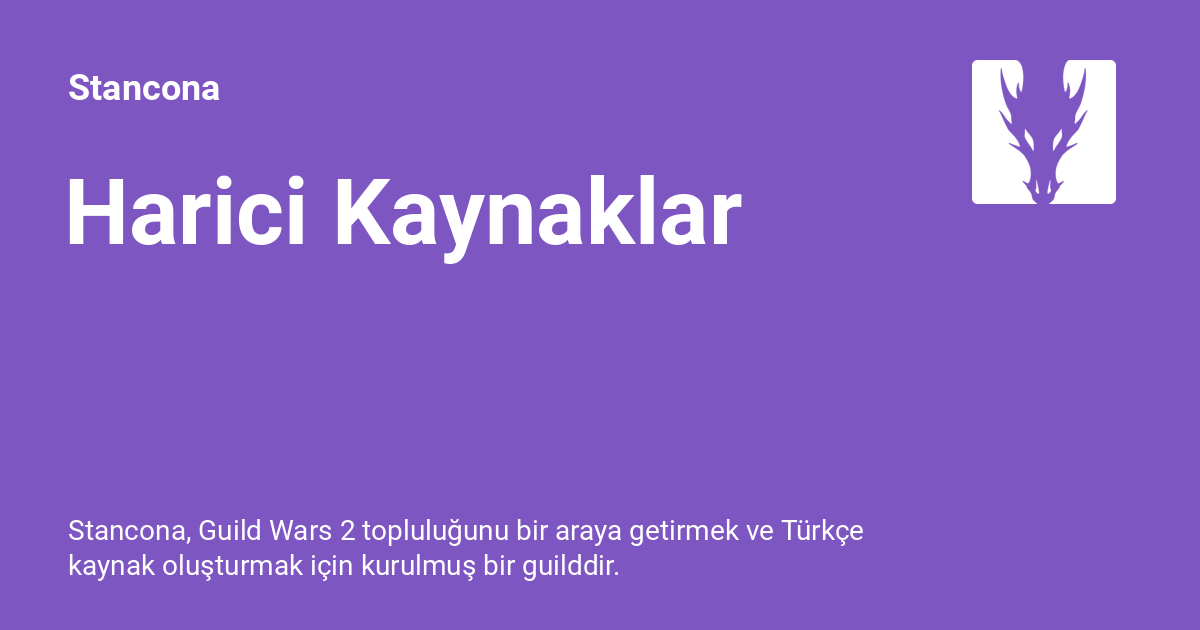 Stancona
Harici Kaynaklar
Stancona, Guild Wars 2 topluluğunu bir araya getirmek ve Türkçe
kaynak oluşturmak için kurulmuş bir guilddir.